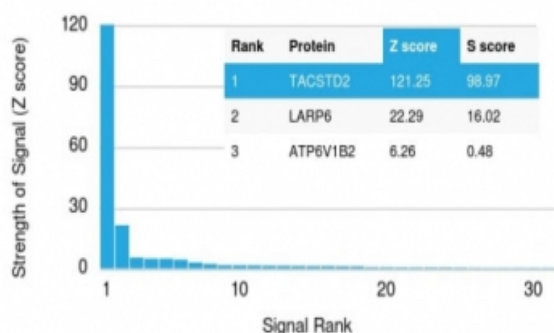 Strength of Signal (Z score)
120
90
60
30
0
Rank Protein Z score S score
1 TACSTD2 121.25 98.97
2 LARP6 22.29 16.02
3 ATP6V1B2 6.26 0.48
1 10 20 30
Signal Rank